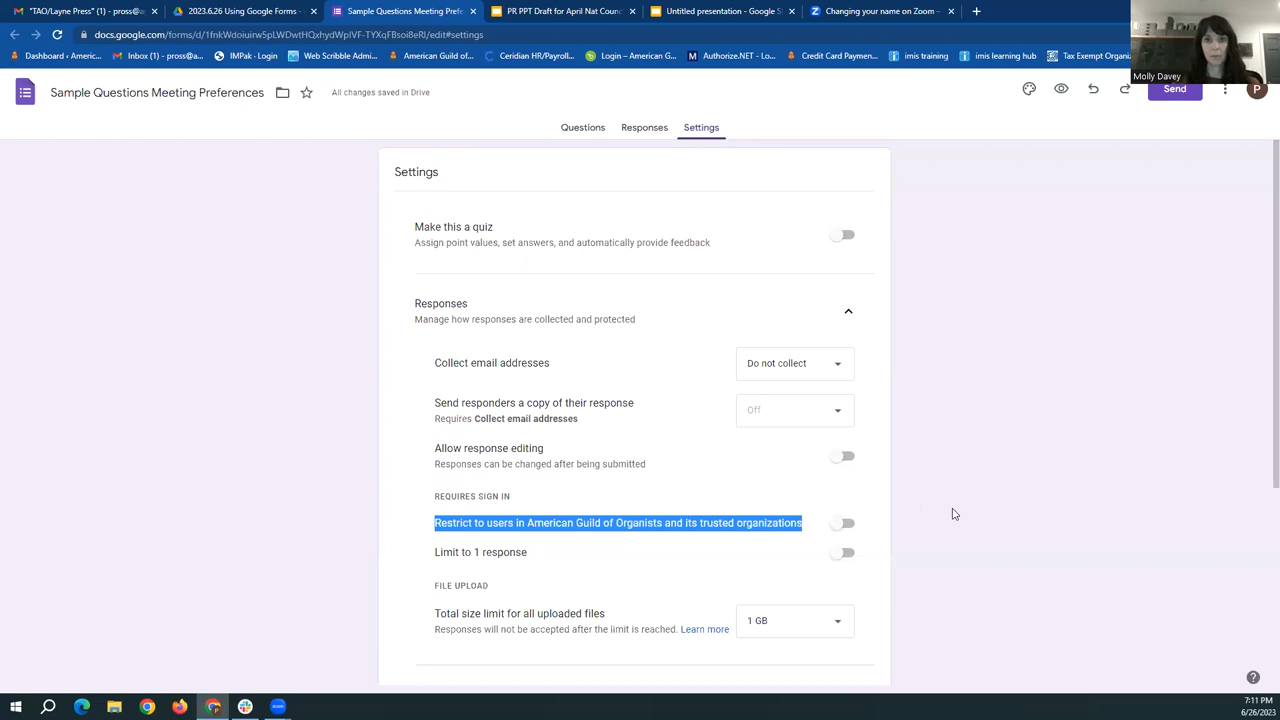 "TAO/Layne Press" (1) - pross@a
2023.6.26 Using Google Forms -
Sample Questions Meeting Prefe
PR PPT Draft for April Nat Counc
Untitled presentation - Google S
Changing your name on Zoom –
docs.google.com/forms/d/
/edit#settings
Dashboard ‹ Americ...
Inbox (1) - pross@a...
IMPak - Login
Web Scribble Admi...
American Guild of...
Ceridian HR/Payroll...
Login – American G...
Authorize.NET - Lo...
Credit Card Paymen...
imis training
imis learning hub
Tax Exempt Organiz
Molly Davey
Sample Questions Meeting Preferences
All changes saved in Drive
Send
P
Questions
Responses
Settings
Settings
Make this a quiz
Assign point values, set answers, and automatically provide feedback
Responses
Manage how responses are collected and protected
Collect email addresses
Do not collect
Send responders a copy of their response
Requires Collect email addresses
Off
Allow response editing
Responses can be changed after being submitted
REQUIRES SIGN IN
Restrict to users in American Guild of Organists and its trusted organizations
Limit to 1 response
FILE UPLOAD
Total size limit for all uploaded files
Responses will not be accepted after the limit is reached. Learn more
1 GB
7:11 PM
6/26/2023